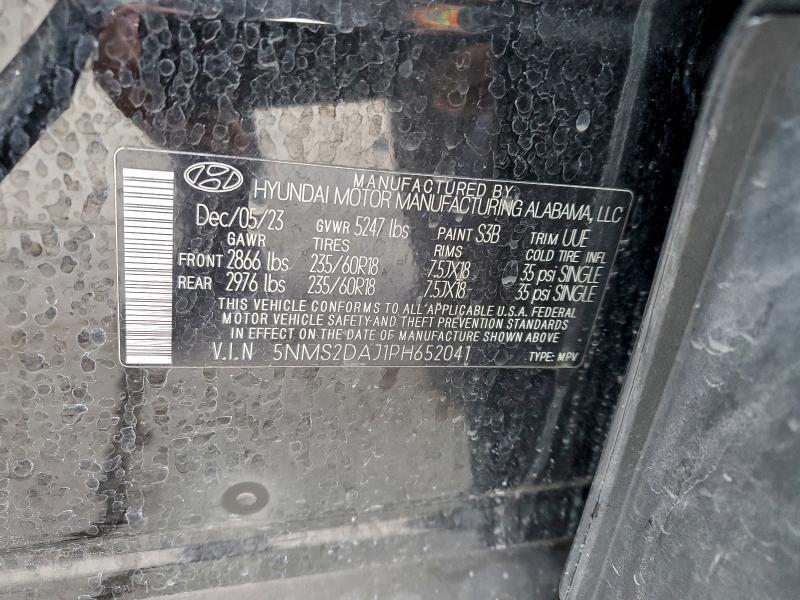 MANUFACTURED BY
HYUNDAI MOTOR MANUFACTURING ALABAMA, LLC
Dec/05/23 GVWR 5247 lbs PAINT S3B TRIM UUE
GAWR TIRES RIMS COLD TIRE INFL
FRONT 2866 lbs 235/60R18 7.5JX18 35 psi SINGLE
REAR 2976 lbs 235/60R18 7.5JX18 35 psi SINGLE
THIS VEHICLE CONFORMS TO ALL APPLICABLE U.S.A. FEDERAL
MOTOR VEHICLE SAFETY AND THEFT PREVENTION STANDARDS
IN EFFECT ON THE DATE OF MANUFACTURE SHOWN ABOVE
V.I.N 5NMS2DAJ1PH652041 TYPE: MPV